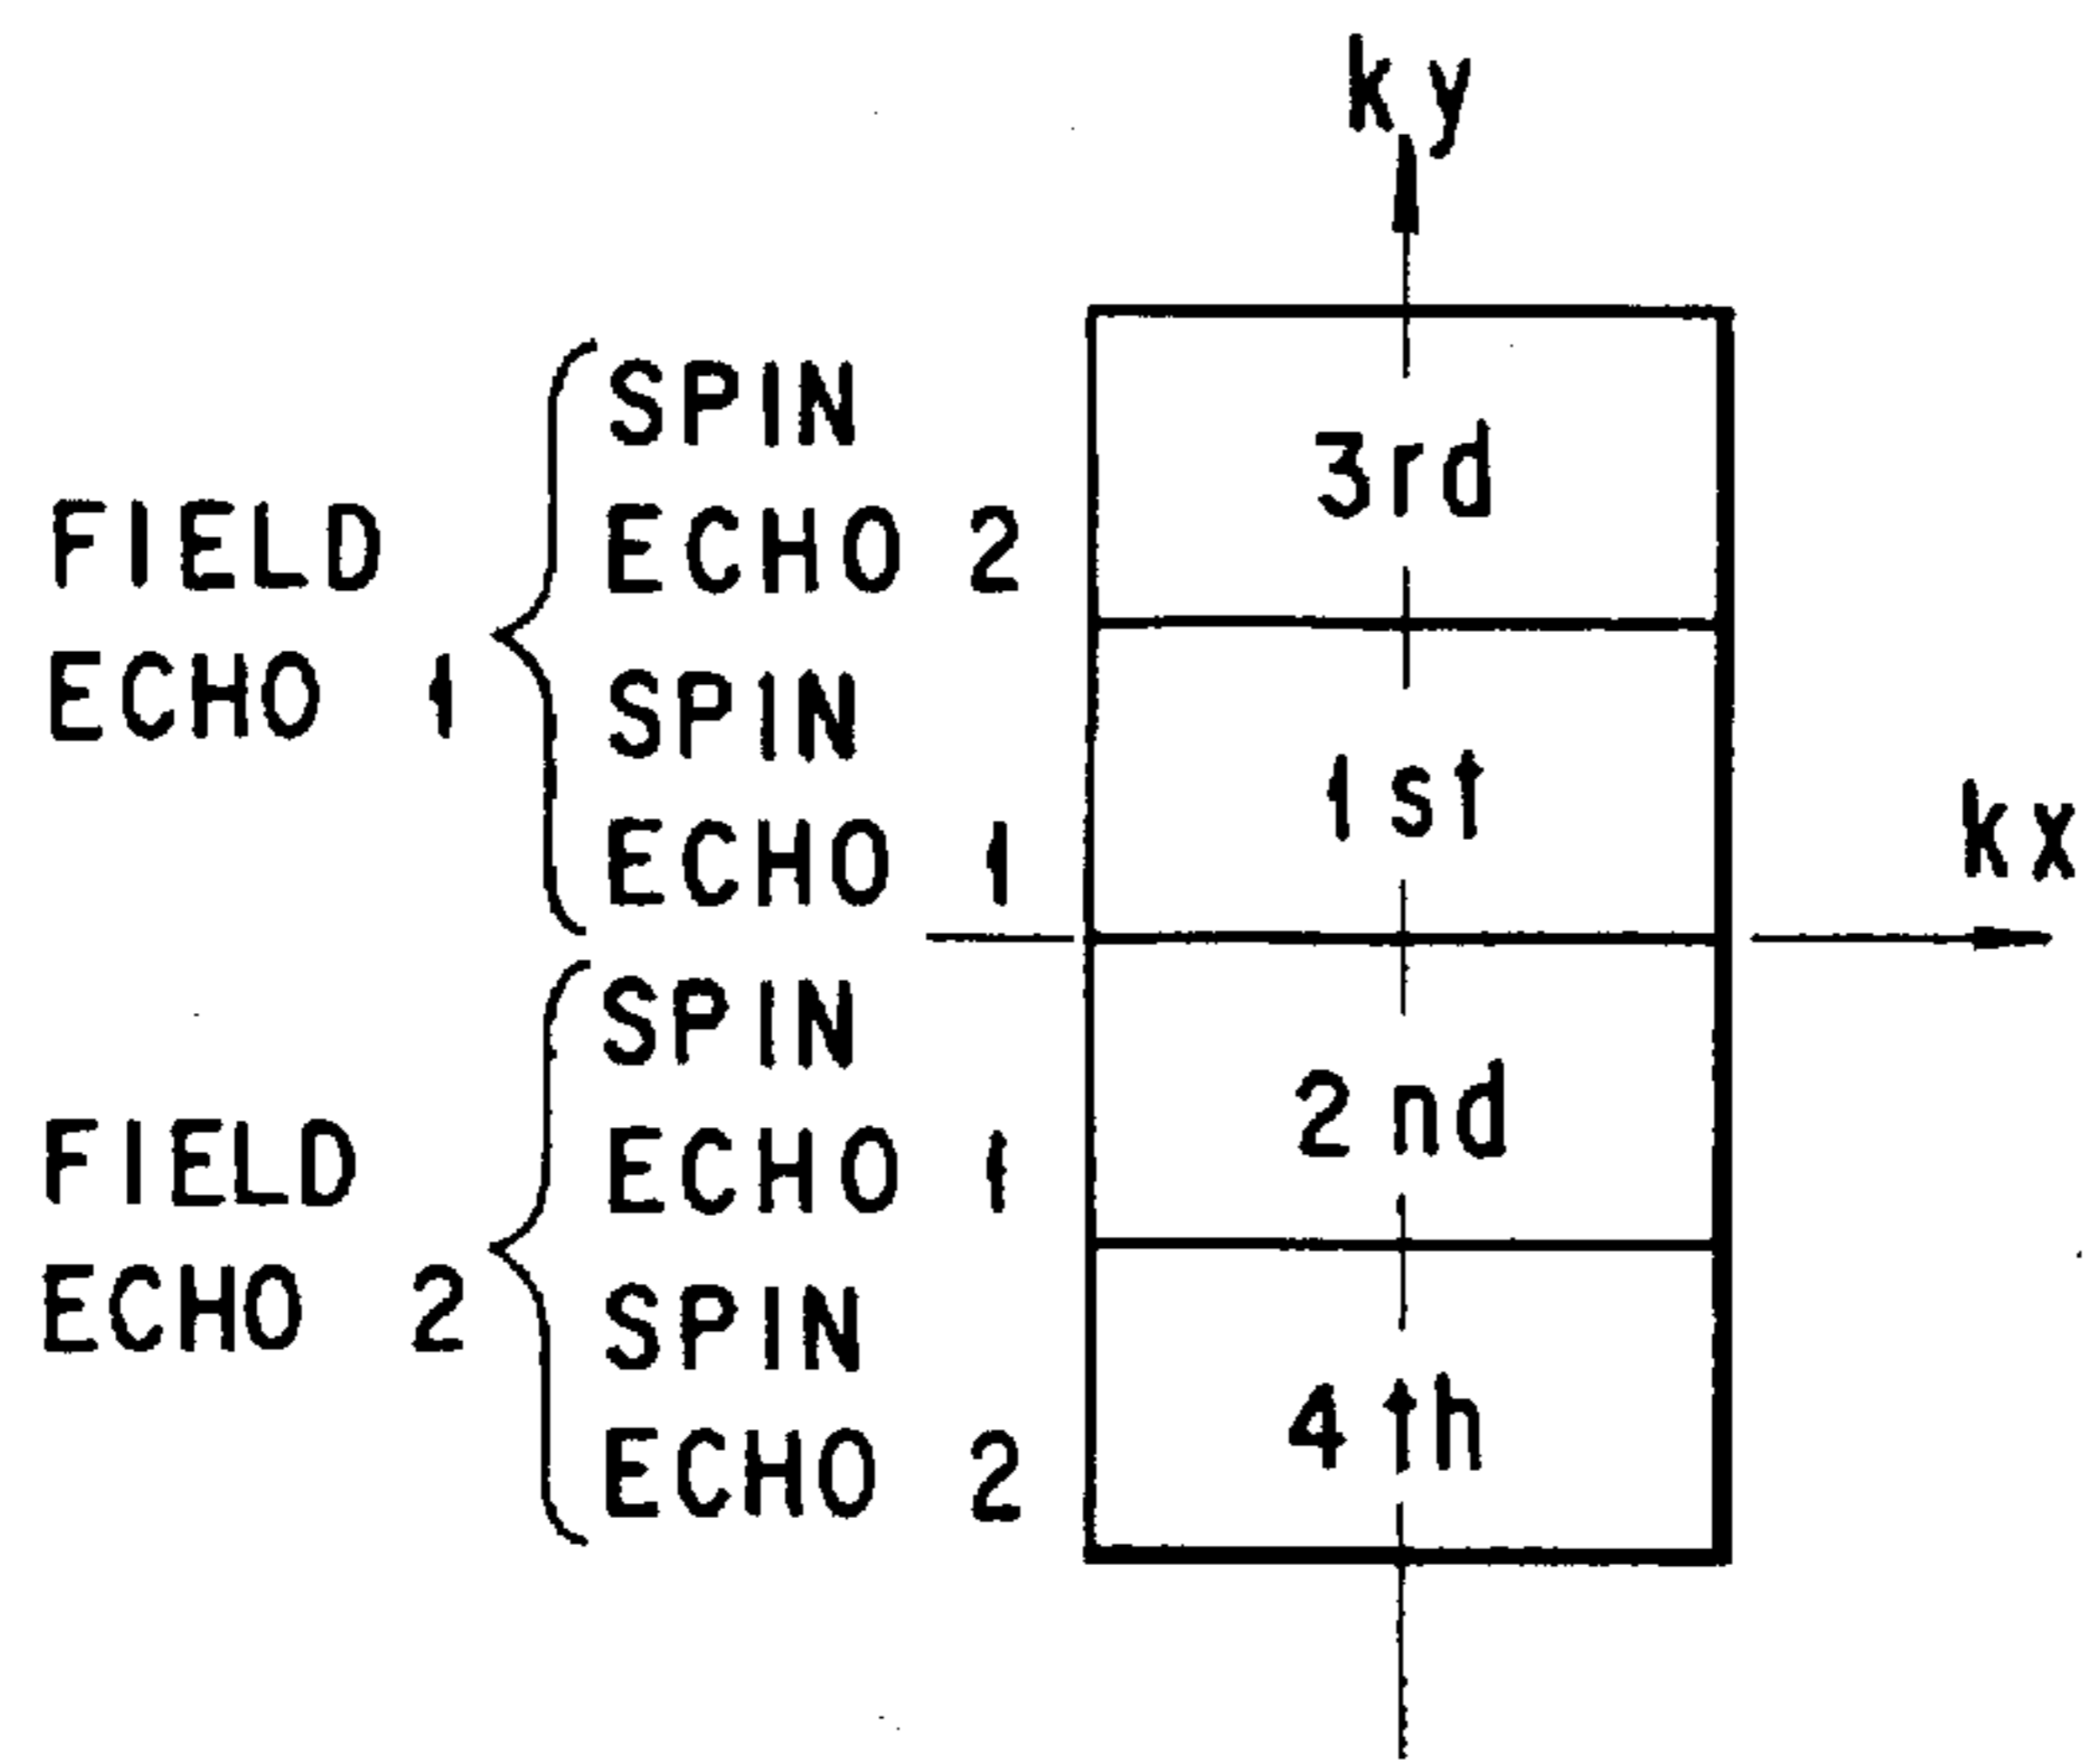 ky
SPIN
ECHO 2
3rd
FIELD
ECHO 1
SPIN
ECHO 1
1st
kx
SPIN
ECHO 1
2nd
FIELD
ECHO 2
SPIN
ECHO 2
4th